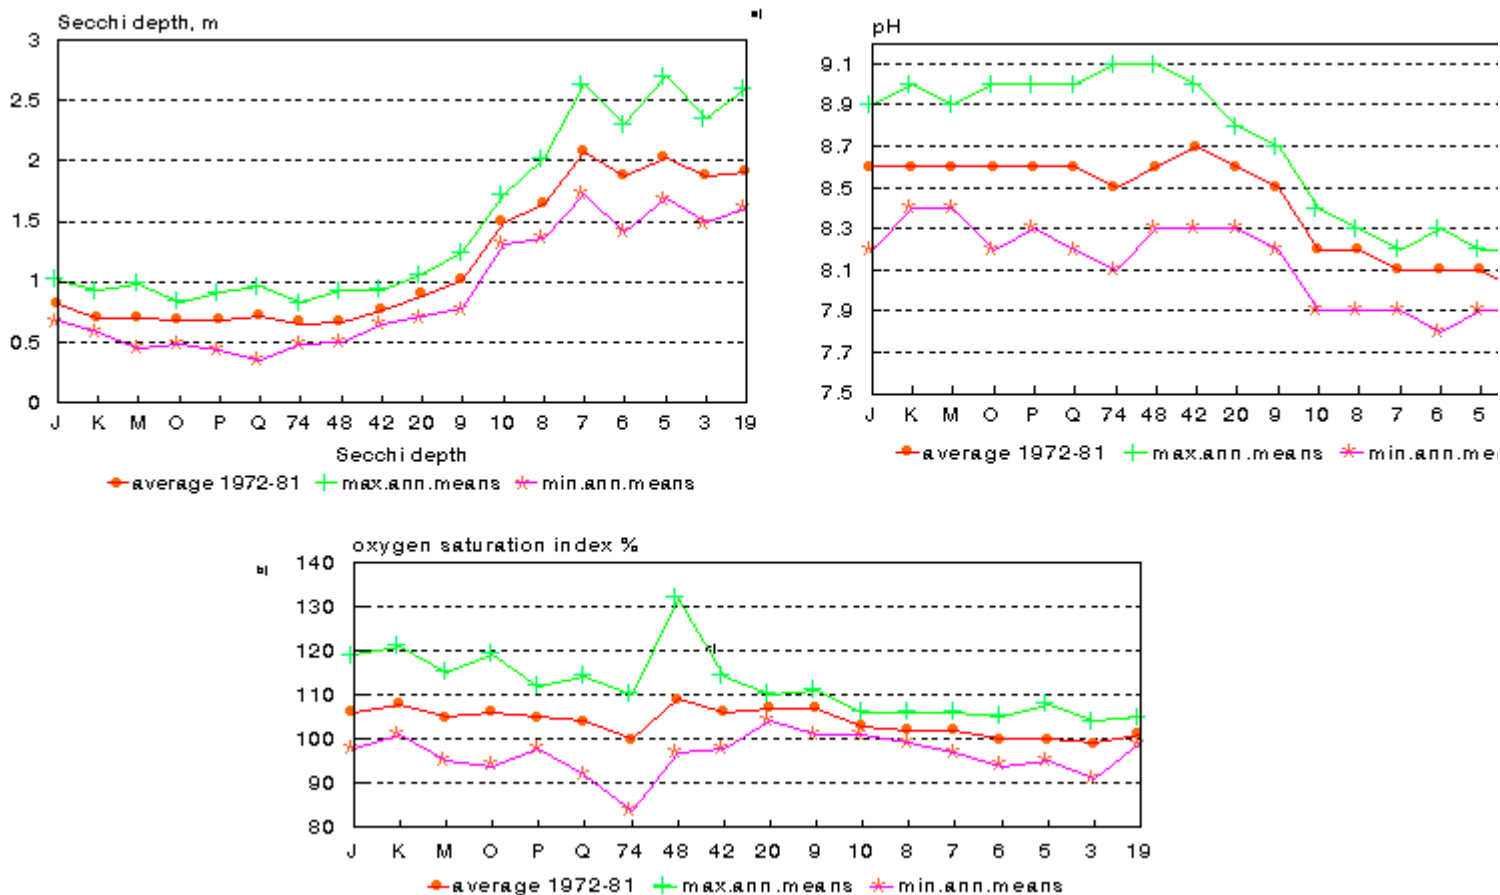 Secchi depth, m
3
2.5
2
1.5
1
0.5
0
J K M O P Q 74 48 42 20 9 10 8 7 6 5 3 19
Secchi depth
average 1972-81 max.ann.means min.ann.means
a)
pH
9.1
8.9
8.7
8.5
8.3
8.1
7.9
7.7
7.5
J K M O P Q 74 48 42 20 9 10 8 7 6 5
average 1972-81 max.ann.means min.ann.mea
b)
oxygen saturation index %
140
130
120
110
100
90
80
c)
J K M O P Q 74 48 42 20 9 10 8 7 6 5 3 19
average 1972-81 max.ann.means min.ann.means